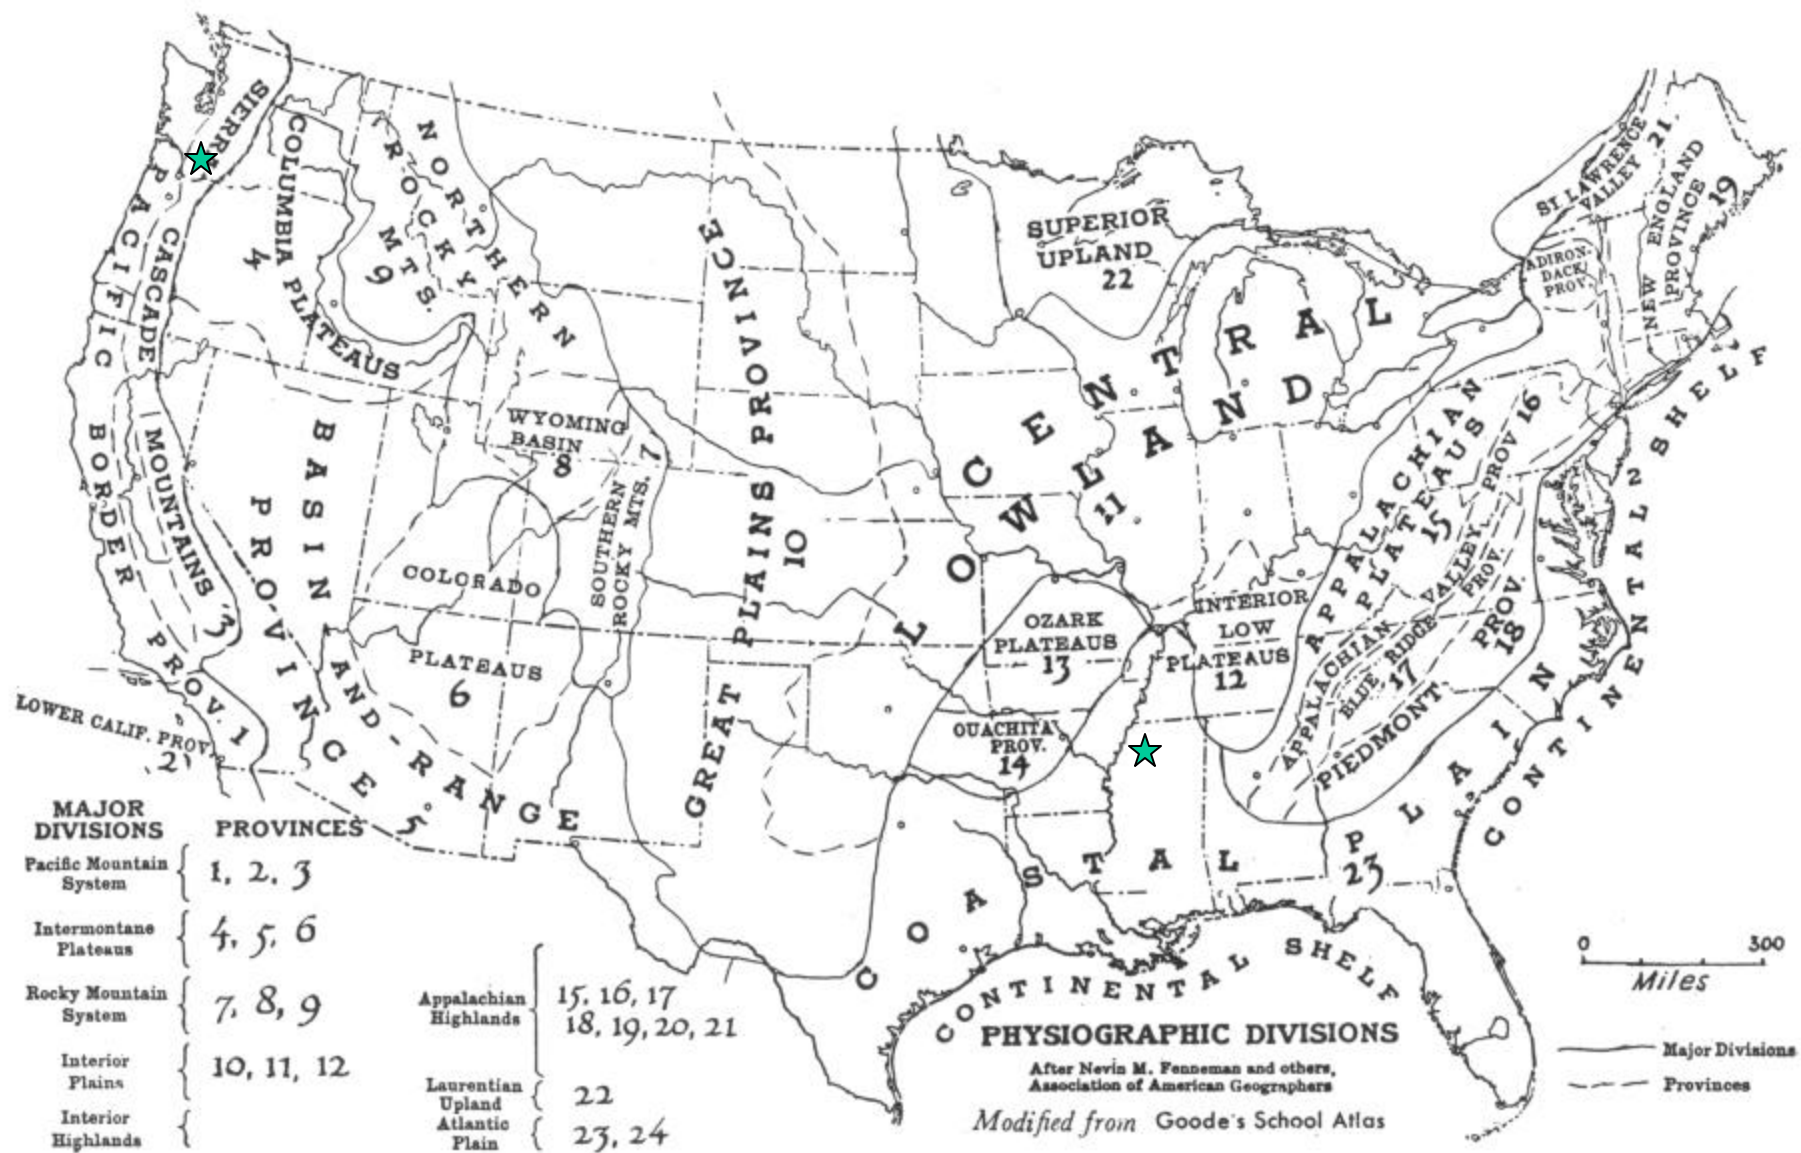 SIERRA
CASCADE
MOUNTAINS 3
PACIFIC BORDER PROV. 1
LOWER CALIF. PROV.
2
COLUMBIA PLATEAUS
4
NORTHERN
ROCKY
MTS.
9
BASIN AND-RANGE
PROVINCE 5
WYOMING
BASIN
8
SOUTHERN
ROCKY MTS. 7
COLORADO
PLATEAUS
6
GREAT PLAINS PROVINCE
10
SUPERIOR
UPLAND
22
CENTRAL
LOWLAND
11
OZARK
PLATEAUS
13
OUACHITA
PROV.
14
INTERIOR
LOW
PLATEAUS
12
APPALACHIAN
PLATEAUS
15
APPALACHIAN VALLEY PROV 16
BLUE RIDGE PROV.
17
PIEDMONT PROV.
18
ST. LAWRENCE
VALLEY 21.
ADIRON-
DACK
PROV.
NEW ENGLAND
PROVINCE 19
COASTAL PLAIN
23
CONTINENTAL SHELF
CONTINENTAL SHELF
MAJOR
DIVISIONS PROVINCES
Pacific Mountain
System
1, 2, 3
Intermontane
Plateaus
4, 5, 6
Rocky Mountain
System
7, 8, 9
Interior
Plains
10, 11, 12
Interior
Highlands
Appalachian
Highlands
15, 16, 17
18, 19, 20, 21
Laurentian
Upland
22
Atlantic
Plain
23, 24
PHYSIOGRAPHIC DIVISIONS
After Nevin M. Fenneman and others,
Association of American Geographers
Modified from Goode's School Atlas
0 300
Miles
Major Divisions
Provinces